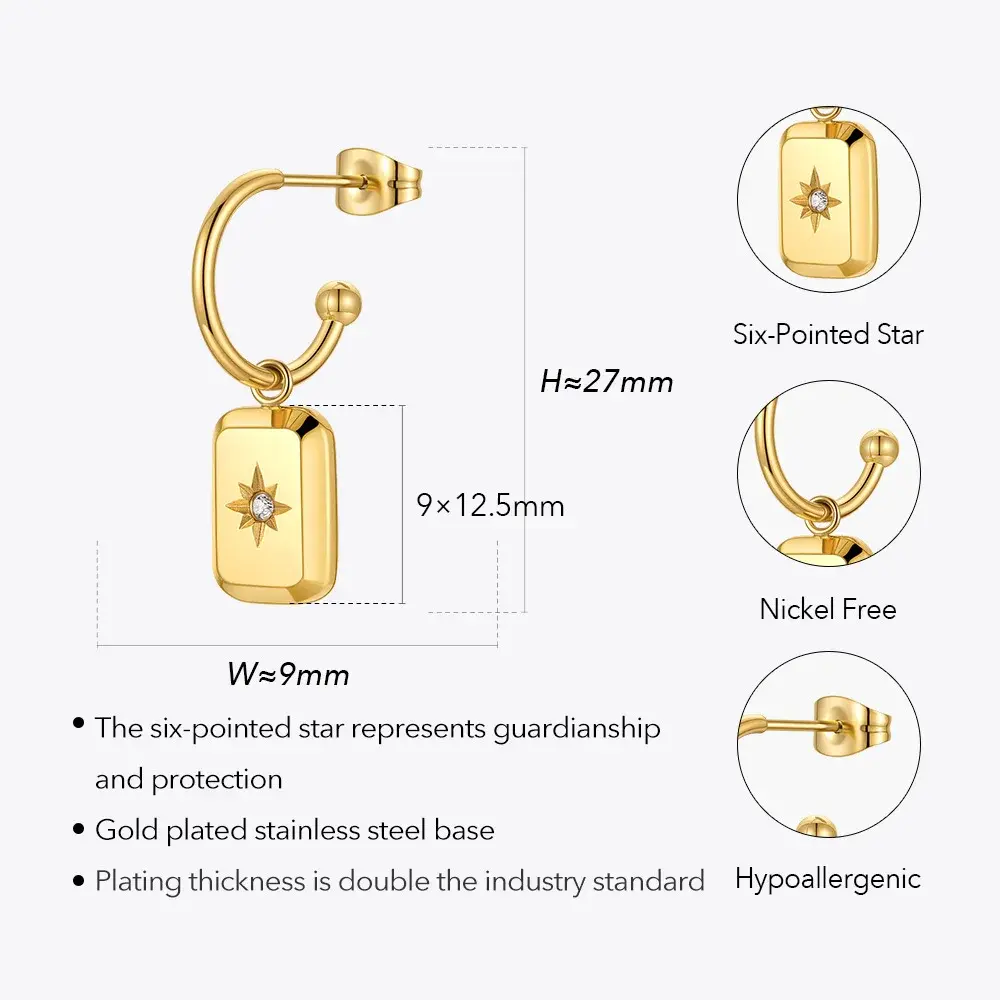 Six-Pointed Star
H≈27mm
9×12.5mm
Nickel Free
W≈9mm
• The six-pointed star represents guardianship
and protection
• Gold plated stainless steel base
• Plating thickness is double the industry standard
Hypoallergenic